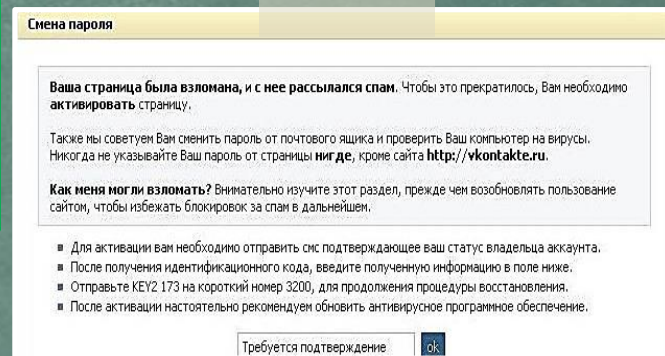 Смена пароля
Ваша страница была взломана, и с нее рассылался спам. Чтобы это прекратилось, Вам необходимо
активировать страницу.
Также мы советуем Вам сменить пароль от почтового ящика и проверить Ваш компьютер на вирусы.
Никогда не указывайте Ваш пароль от страницы нигде, кроме сайта http://vkontakte.ru.
Как меня могли взломать? Внимательно изучите этот раздел, прежде чем возобновлять пользование
сайтом, чтобы избежать блокировок за спам в дальнейшем.
Для активации вам необходимо отправить смс подтверждающее ваш статус владельца аккаунта.
После получения идентификационного кода, введите полученную информацию в поле ниже.
Отправьте KEY2 173 на короткий номер 3200, для продолжения процедуры восстановления.
После активации настоятельно рекомендуем обновить антивирусное программное обеспечение.
Требуется подтверждение ok